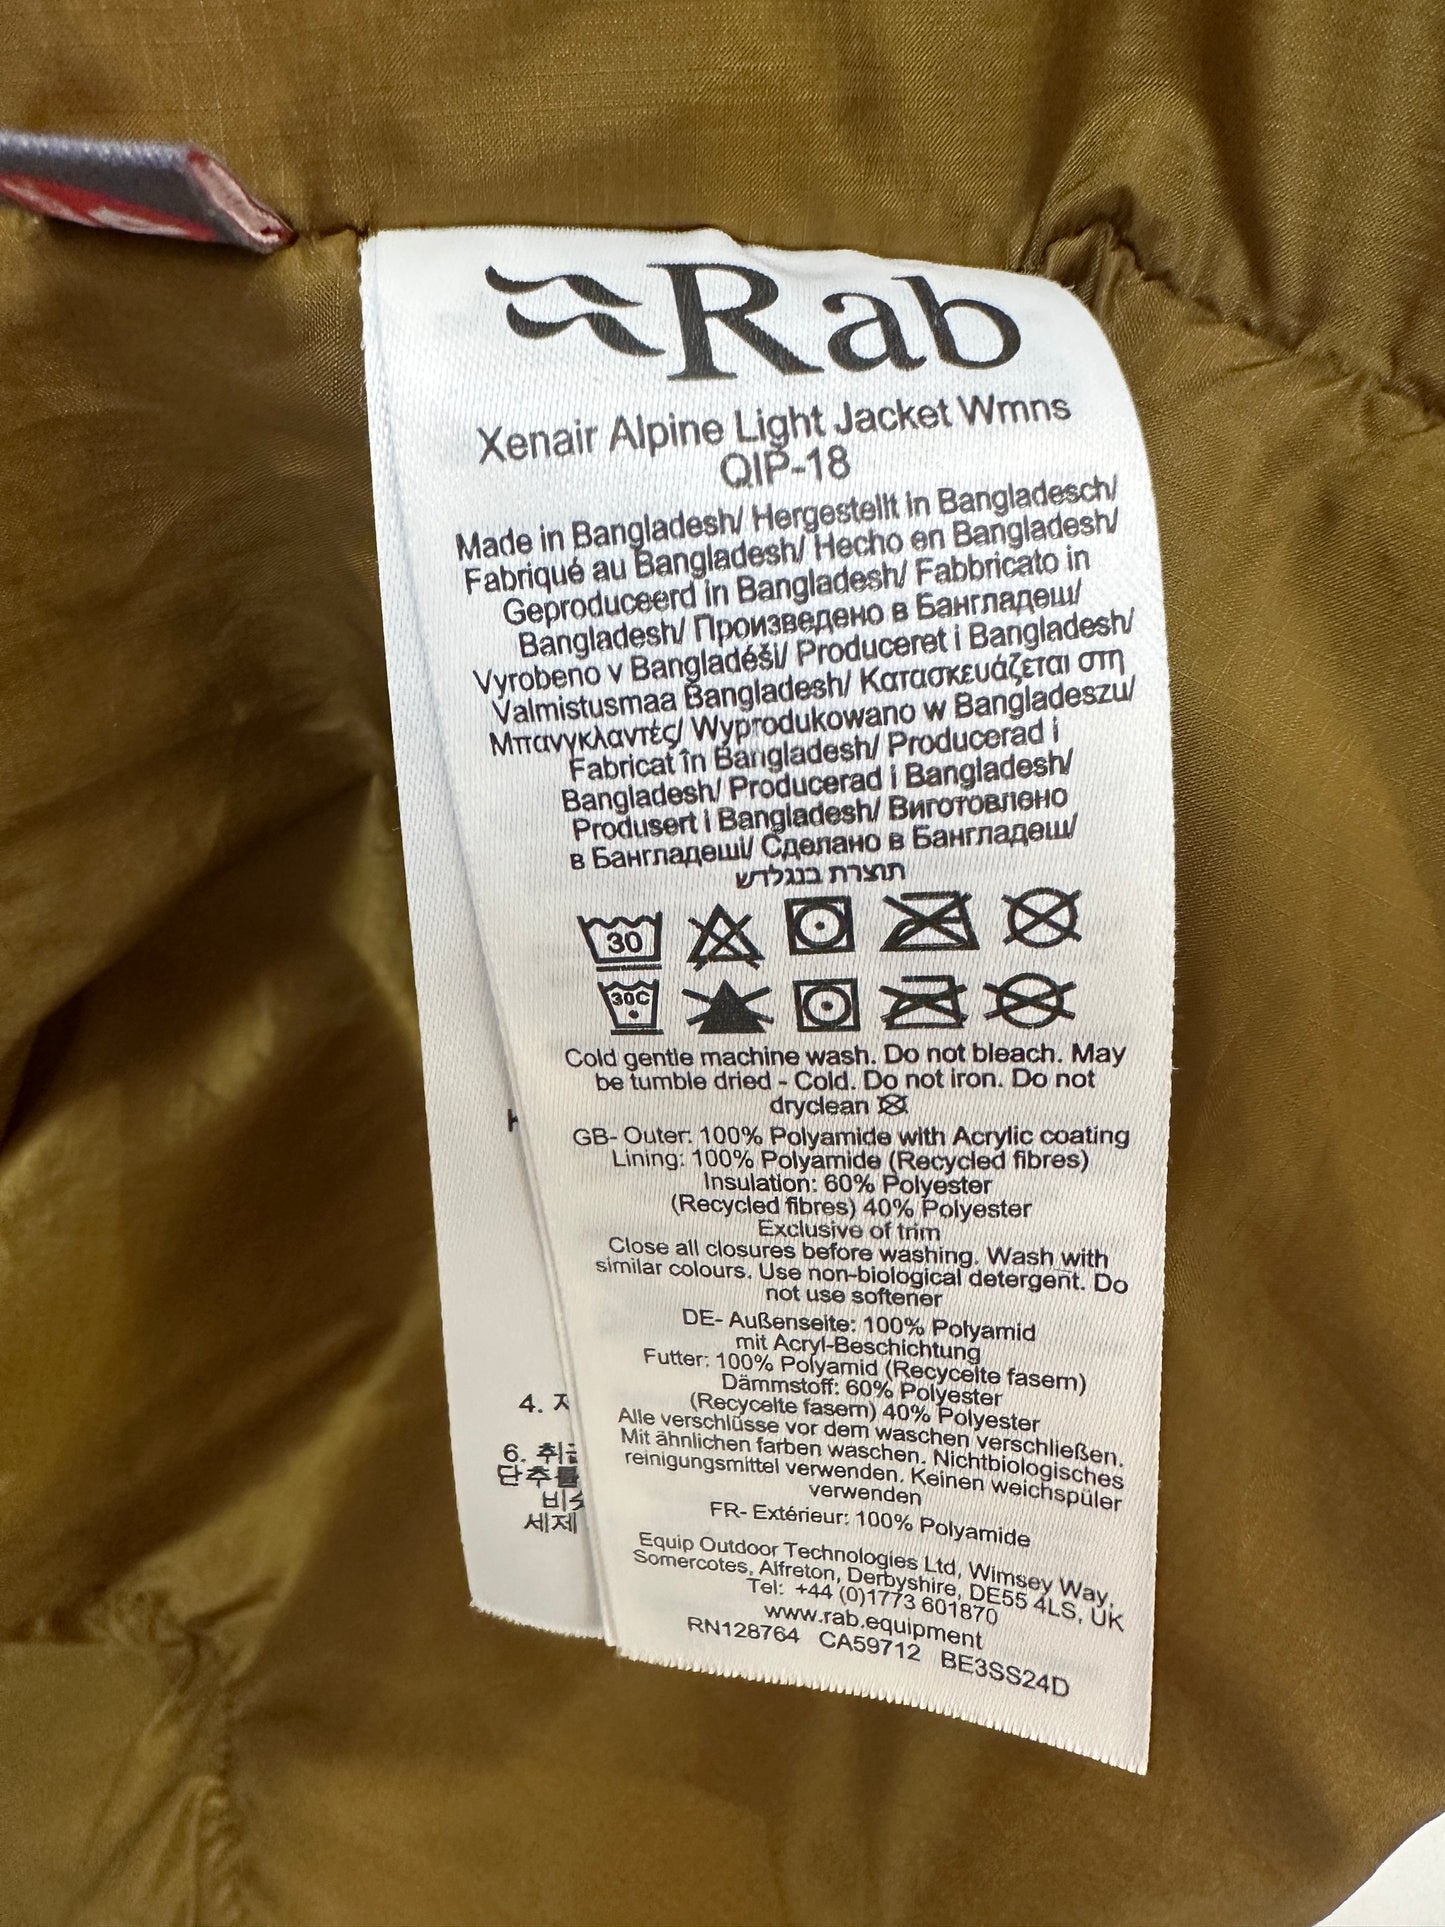 Rab
Xenair Alpine Light Jacket Wmns
QIP-18
Made in Bangladesh/ Hergestellt in Bangladesch/
Fabriqué au Bangladesh/ Hecho en Bangladesh/
Geproduceerd in Bangladesh/ Fabbricato in
Bangladesh/ Произведено в Бангладеш/
Vyrobeno v Bangladéši/ Produceret i Bangladesh/
Valmistusmaa Bangladesh/ Κατασκευάζεται στη
Μπανγκλαντές/ Wyprodukowano w Bangladeszu/
Fabricat în Bangladesh/ Producerad i
Bangladesh/ Producerad i Bangladesh/
Produsert i Bangladesh/ Виготовлено
в Бангладеші/ Сделано в Бангладеш/
תוצרת בנגלדש
30
30C
Cold gentle machine wash. Do not bleach. May
be tumble dried - Cold. Do not iron. Do not
dryclean
GB- Outer: 100% Polyamide with Acrylic coating
Lining: 100% Polyamide (Recycled fibres)
Insulation: 60% Polyester
(Recycled fibres) 40% Polyester
Exclusive of trim
Close all closures before washing. Wash with
similar colours. Use non-biological detergent. Do
not use softener
DE- Außenseite: 100% Polyamid
mit Acryl-Beschichtung
Futter: 100% Polyamid (Recycelte fasern)
Dämmstoff: 60% Polyester
(Recycelte fasern) 40% Polyester
Alle verschlüsse vor dem waschen verschließen.
Mit ähnlichen farben waschen. Nichtbiologisches
reinigungsmittel verwenden. Keinen weichspüler
verwenden
FR- Extérieur: 100% Polyamide
Equip Outdoor Technologies Ltd, Wimsey Way,
Somercotes, Alfreton, Derbyshire, DE55 4LS, UK
Tel: +44 (0)1773 601870
www.rab.equipment
RN128764 CA59712 BE3SS24D
4.
6.
단추를
세제